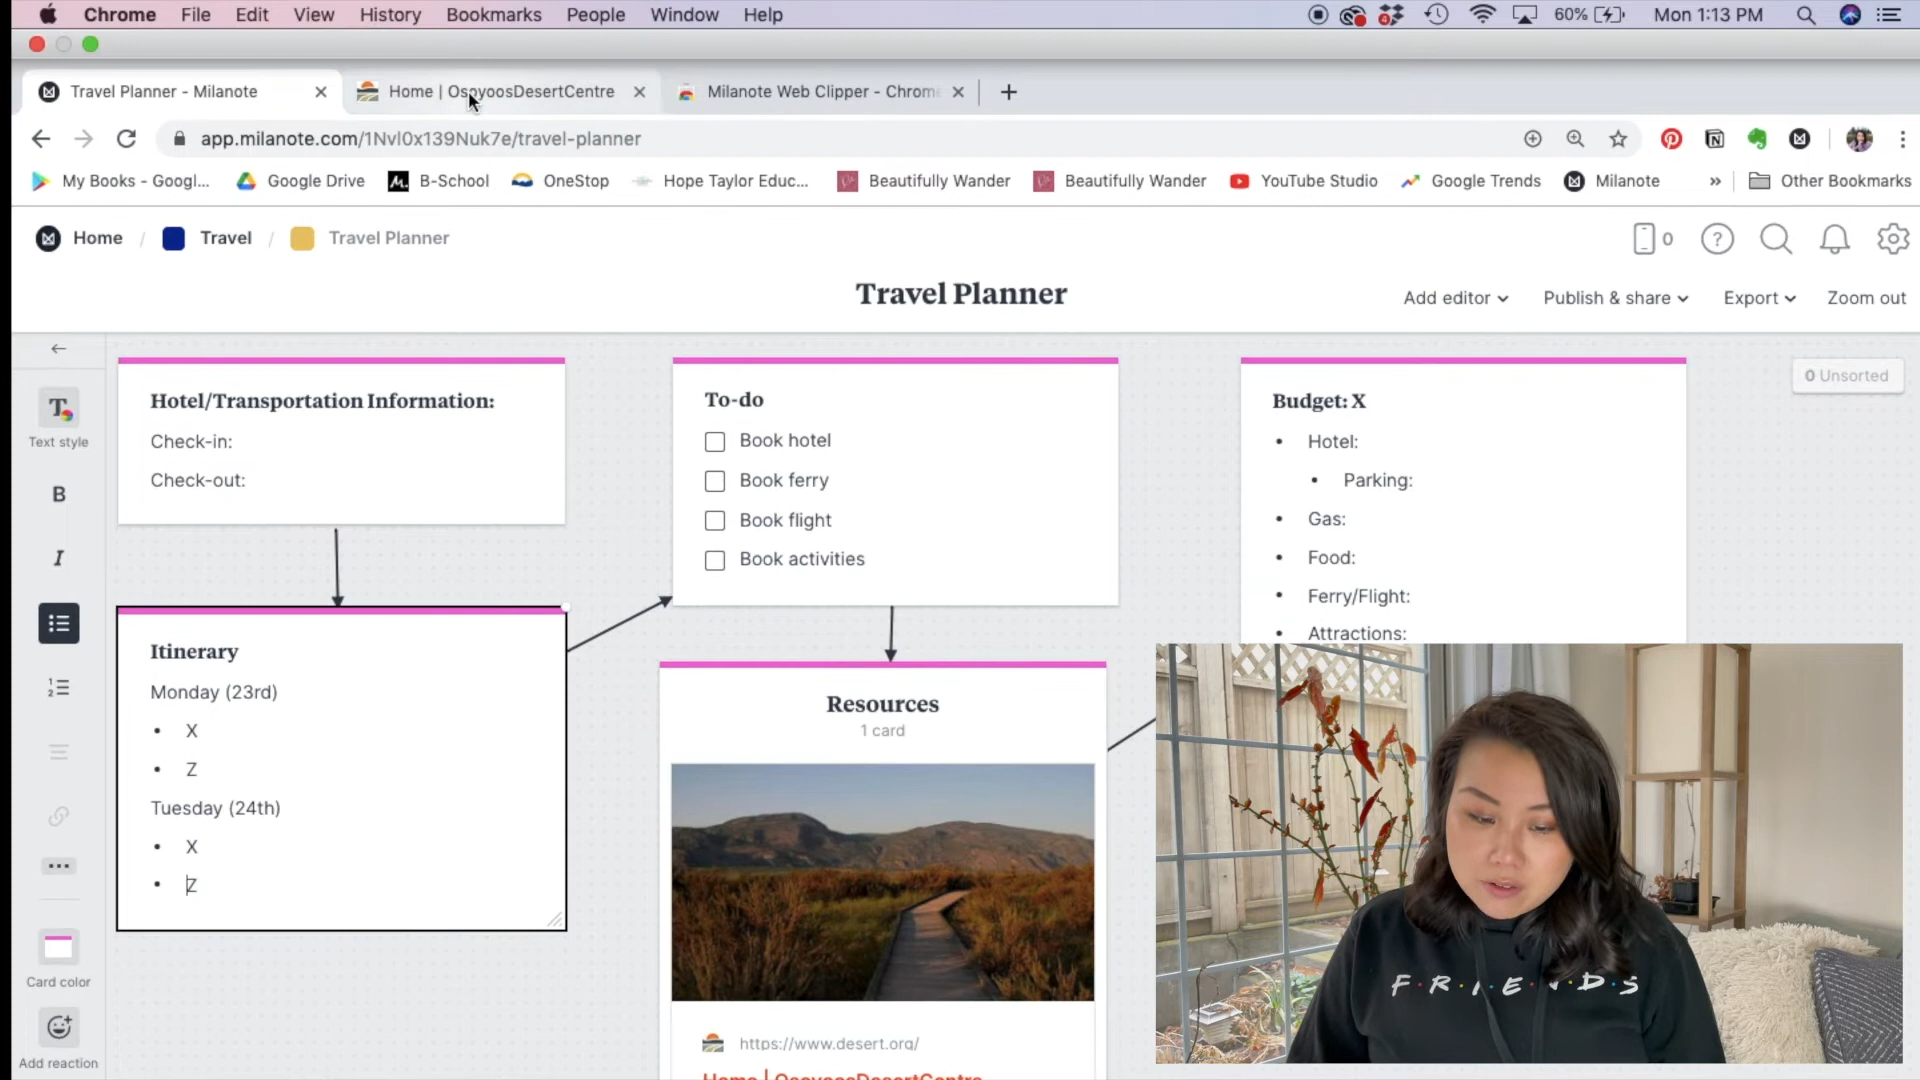 Chrome File Edit View History Bookmarks People Window Help 4 60% Mon 1:13 PM
Travel Planner - Milanote Home | OsoyoosDesertCentre Milanote Web Clipper - Chrome
app.milanote.com/1Nvl0x139Nuk7e/travel-planner
My Books - Googl... Google Drive B-School OneStop Hope Taylor Educ... Beautifully Wander Beautifully Wander YouTube Studio Google Trends Milanote » Other Bookmarks
Home / Travel / Travel Planner 0
Travel Planner
Add editor Publish & share Export Zoom out
0 Unsorted
Text style
B
I
Card color
Add reaction
Hotel/Transportation Information:
Check-in:
Check-out:
Itinerary
Monday (23rd)
• X
• Z
Tuesday (24th)
• X
• Z
To-do
Book hotel
Book ferry
Book flight
Book activities
Resources
1 card
https://www.desert.org/
Home | OsoyoosDesertCentre
Budget: X
• Hotel:
• Parking:
• Gas:
• Food:
• Ferry/Flight:
• Attractions:
F·R·I·E·N·D·S